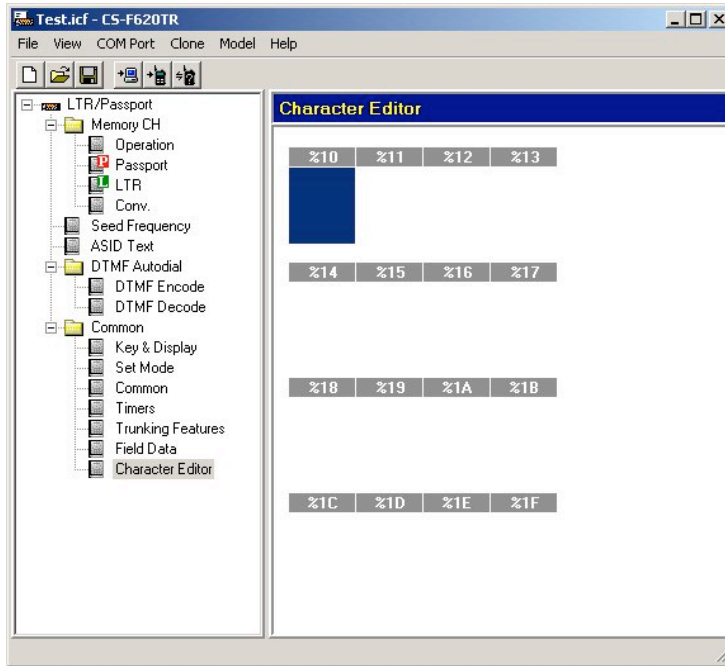 Test.icf - CS-F620TR
File View COM Port Clone Model Help
LTR/Passport
Memory CH
Operation
P Passport
L LTR
Conv.
Seed Frequency
ASID Text
DTMF Autodial
DTMF Encode
DTMF Decode
Common
Key & Display
Set Mode
Common
Timers
Trunking Features
Field Data
Character Editor
Character Editor
%10 %11 %12 %13
%14 %15 %16 %17
%18 %19 %1A %1B
%1C %1D %1E %1F